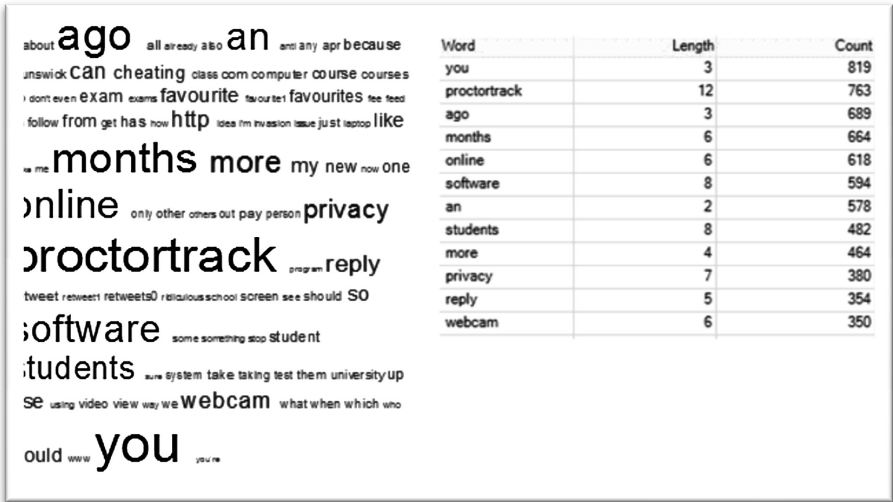 about ago all already also an anti any apr because
unswick can cheating class com computer course courses
don't even exam exams favourite favourite1 favourites fee feed
follow from get has how http idea i'm invasion issue just laptop like
me months more my new now one
online only other others out pay person privacy
proctortrack program reply
tweet retweet1 retweets0 ridiculous school screen see should so
software some something stop student
students sure system take taking test them university up
se using video view way we webcam what when which who
ould www you you're
Word Length Count
you 3 819
proctortrack 12 763
ago 3 689
months 6 664
online 6 618
software 8 594
an 2 578
students 8 482
more 4 464
privacy 7 380
reply 5 354
webcam 6 350